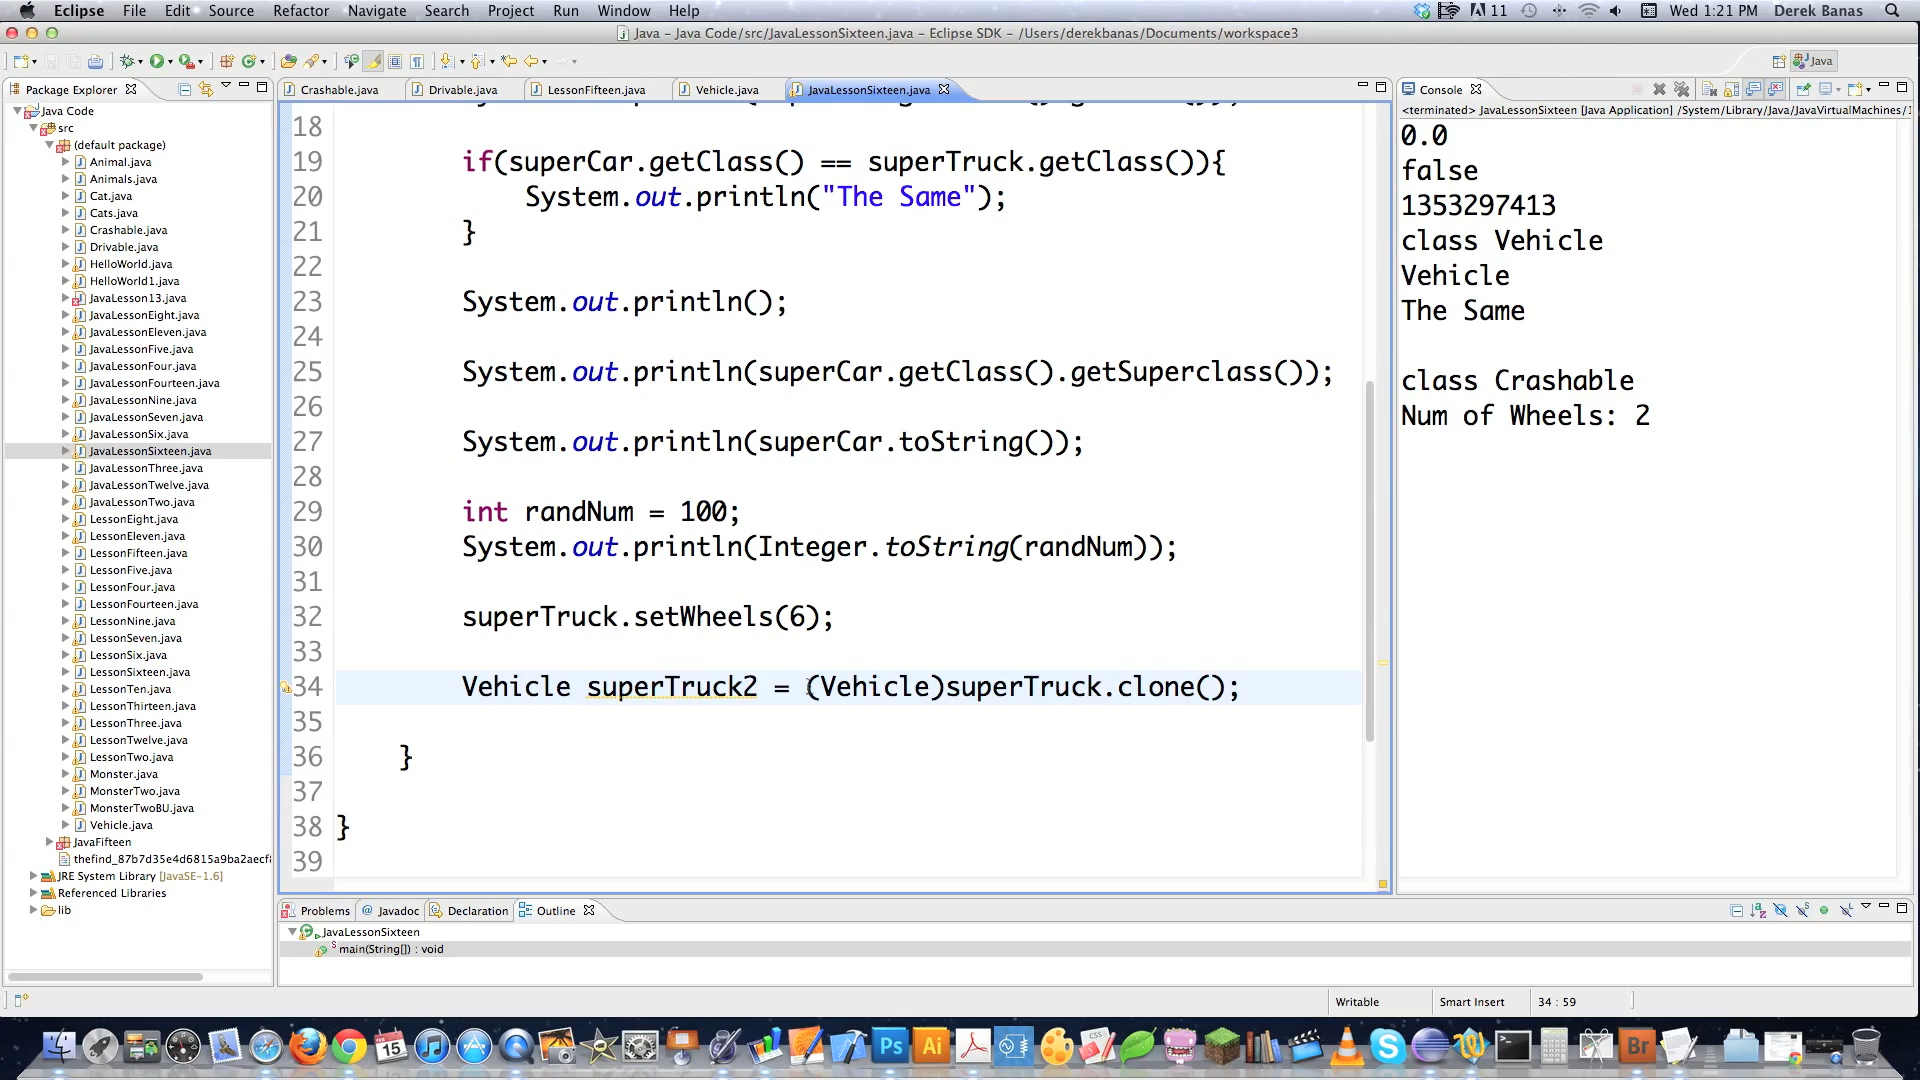 Eclipse File Edit Source Refactor Navigate Search Project Run Window Help 11 Wed 1:21 PM Derek Banas
Java – Java Code/src/JavaLessonSixteen.java – Eclipse SDK – /Users/derekbanas/Documents/workspace3
Java
Package Explorer
Java Code
src
(default package)
Animal.java
Animals.java
Cat.java
Cats.java
Crashable.java
Drivable.java
HelloWorld.java
HelloWorld1.java
JavaLesson13.java
JavaLessonEight.java
JavaLessonEleven.java
JavaLessonFive.java
JavaLessonFour.java
JavaLessonFourteen.java
JavaLessonNine.java
JavaLessonSeven.java
JavaLessonSix.java
JavaLessonSixteen.java
JavaLessonThree.java
JavaLessonTwelve.java
JavaLessonTwo.java
LessonEight.java
LessonEleven.java
LessonFifteen.java
LessonFive.java
LessonFour.java
LessonFourteen.java
LessonNine.java
LessonSeven.java
LessonSix.java
LessonSixteen.java
LessonTen.java
LessonThirteen.java
LessonThree.java
LessonTwelve.java
LessonTwo.java
Monster.java
MonsterTwo.java
MonsterTwoBU.java
Vehicle.java
JavaFifteen
thefind_87b7d35e4d6815a9ba2aecf8
JRE System Library [JavaSE-1.6]
Referenced Libraries
lib
Crashable.java Drivable.java LessonFifteen.java Vehicle.java JavaLessonSixteen.java
18
19 if(superCar.getClass() == superTruck.getClass()){
20 System.out.println("The Same");
21 }
22
23 System.out.println();
24
25 System.out.println(superCar.getClass().getSuperclass());
26
27 System.out.println(superCar.toString());
28
29 int randNum = 100;
30 System.out.println(Integer.toString(randNum));
31
32 superTruck.setWheels(6);
33
34 Vehicle superTruck2 = (Vehicle)superTruck.clone();
35
36 }
37
38 }
39
Console
<terminated> JavaLessonSixteen [Java Application] /System/Library/Java/JavaVirtualMachines/1
0.0
false
1353297413
class Vehicle
Vehicle
The Same
class Crashable
Num of Wheels: 2
Problems @ Javadoc Declaration Outline
JavaLessonSixteen
main(String[]) : void
Writable Smart Insert 34 : 59
15 Ps Ai CSS Br